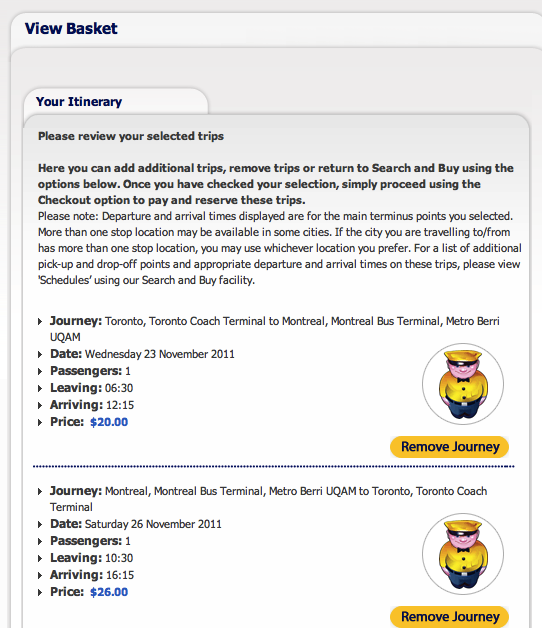 View Basket
Your Itinerary
Please review your selected trips
Here you can add additional trips, remove trips or return to Search and Buy using the
options below. Once you have checked your selection, simply proceed using the
Checkout option to pay and reserve these trips.
Please note: Departure and arrival times displayed are for the main terminus points you selected.
More than one stop location may be available in some cities. If the city you are travelling to/from
has more than one stop location, you may use whichever location you prefer. For a list of additional
pick-up and drop-off points and appropriate departure and arrival times on these trips, please view
'Schedules' using our Search and Buy facility.
Journey: Toronto, Toronto Coach Terminal to Montreal, Montreal Bus Terminal, Metro Berri
UQAM
Date: Wednesday 23 November 2011
Passengers: 1
Leaving: 06:30
Arriving: 12:15
Price: $20.00
Remove Journey
Journey: Montreal, Montreal Bus Terminal, Metro Berri UQAM to Toronto, Toronto Coach
Terminal
Date: Saturday 26 November 2011
Passengers: 1
Leaving: 10:30
Arriving: 16:15
Price: $26.00
Remove Journey